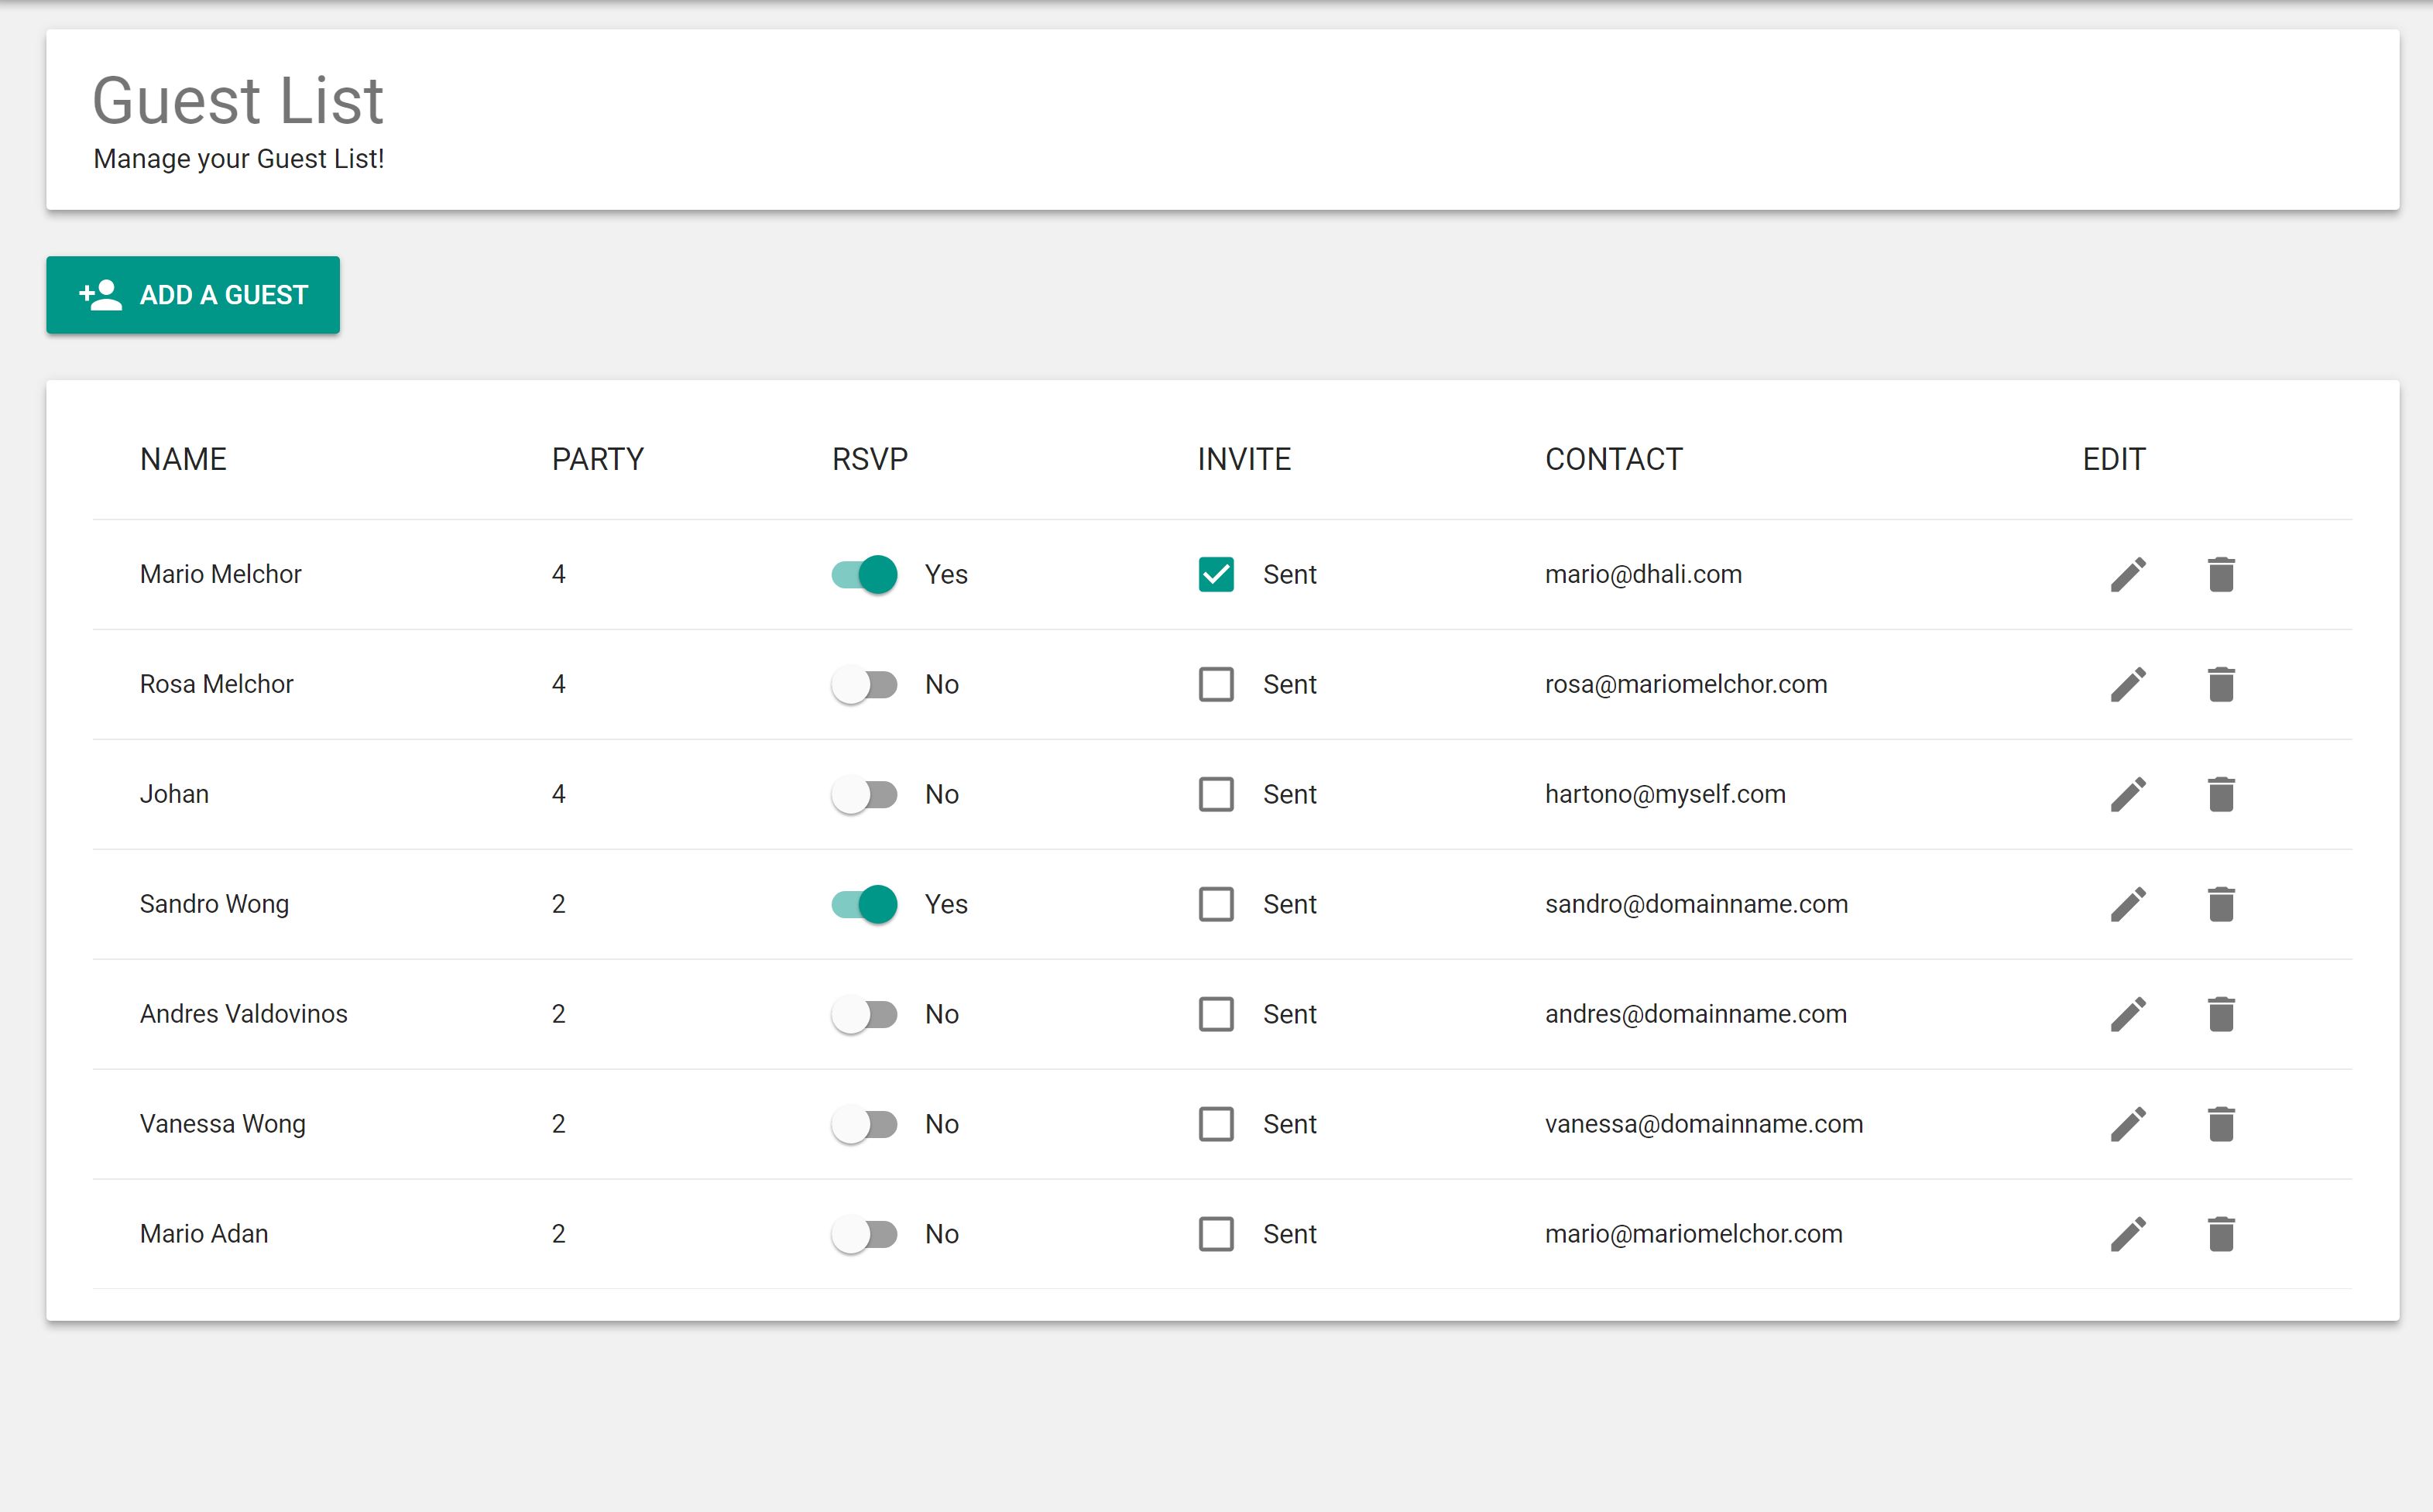 Guest List
Manage your Guest List!
ADD A GUEST
NAME PARTY RSVP INVITE CONTACT EDIT
Mario Melchor 4 Yes Sent mario@dhali.com
Rosa Melchor 4 No Sent rosa@mariomelchor.com
Johan 4 No Sent hartono@myself.com
Sandro Wong 2 Yes Sent sandro@domainname.com
Andres Valdovinos 2 No Sent andres@domainname.com
Vanessa Wong 2 No Sent vanessa@domainname.com
Mario Adan 2 No Sent mario@mariomelchor.com